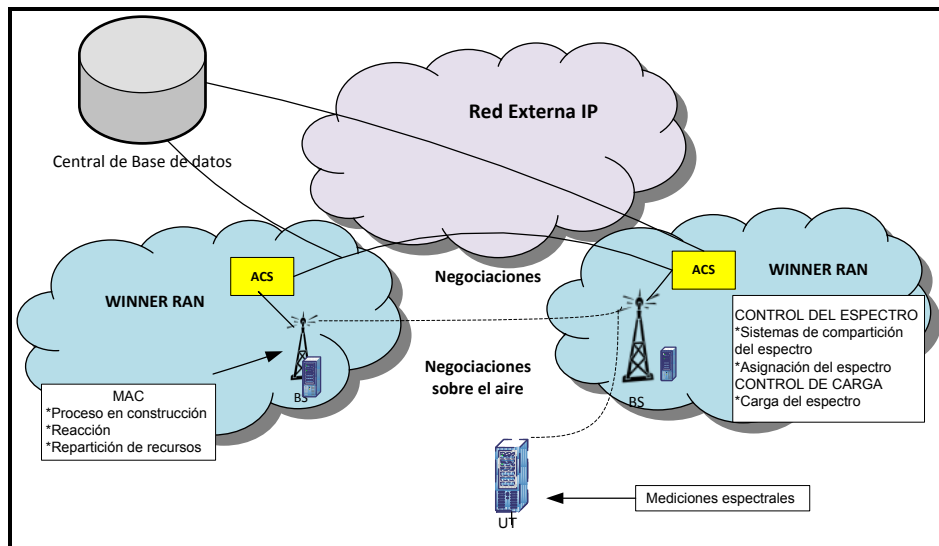 Red Externa IP
Central de Base de datos
ACS
WINNER RAN
Negociaciones
ACS
WINNER RAN
CONTROL DEL ESPECTRO
*Sistemas de compartición
del espectro
*Asignación del espectro
CONTROL DE CARGA
*Carga del espectro
Negociaciones
sobre el aire
BS
BS
MAC
*Proceso en construcción
*Reacción
*Repartición de recursos
Mediciones espectrales
UT